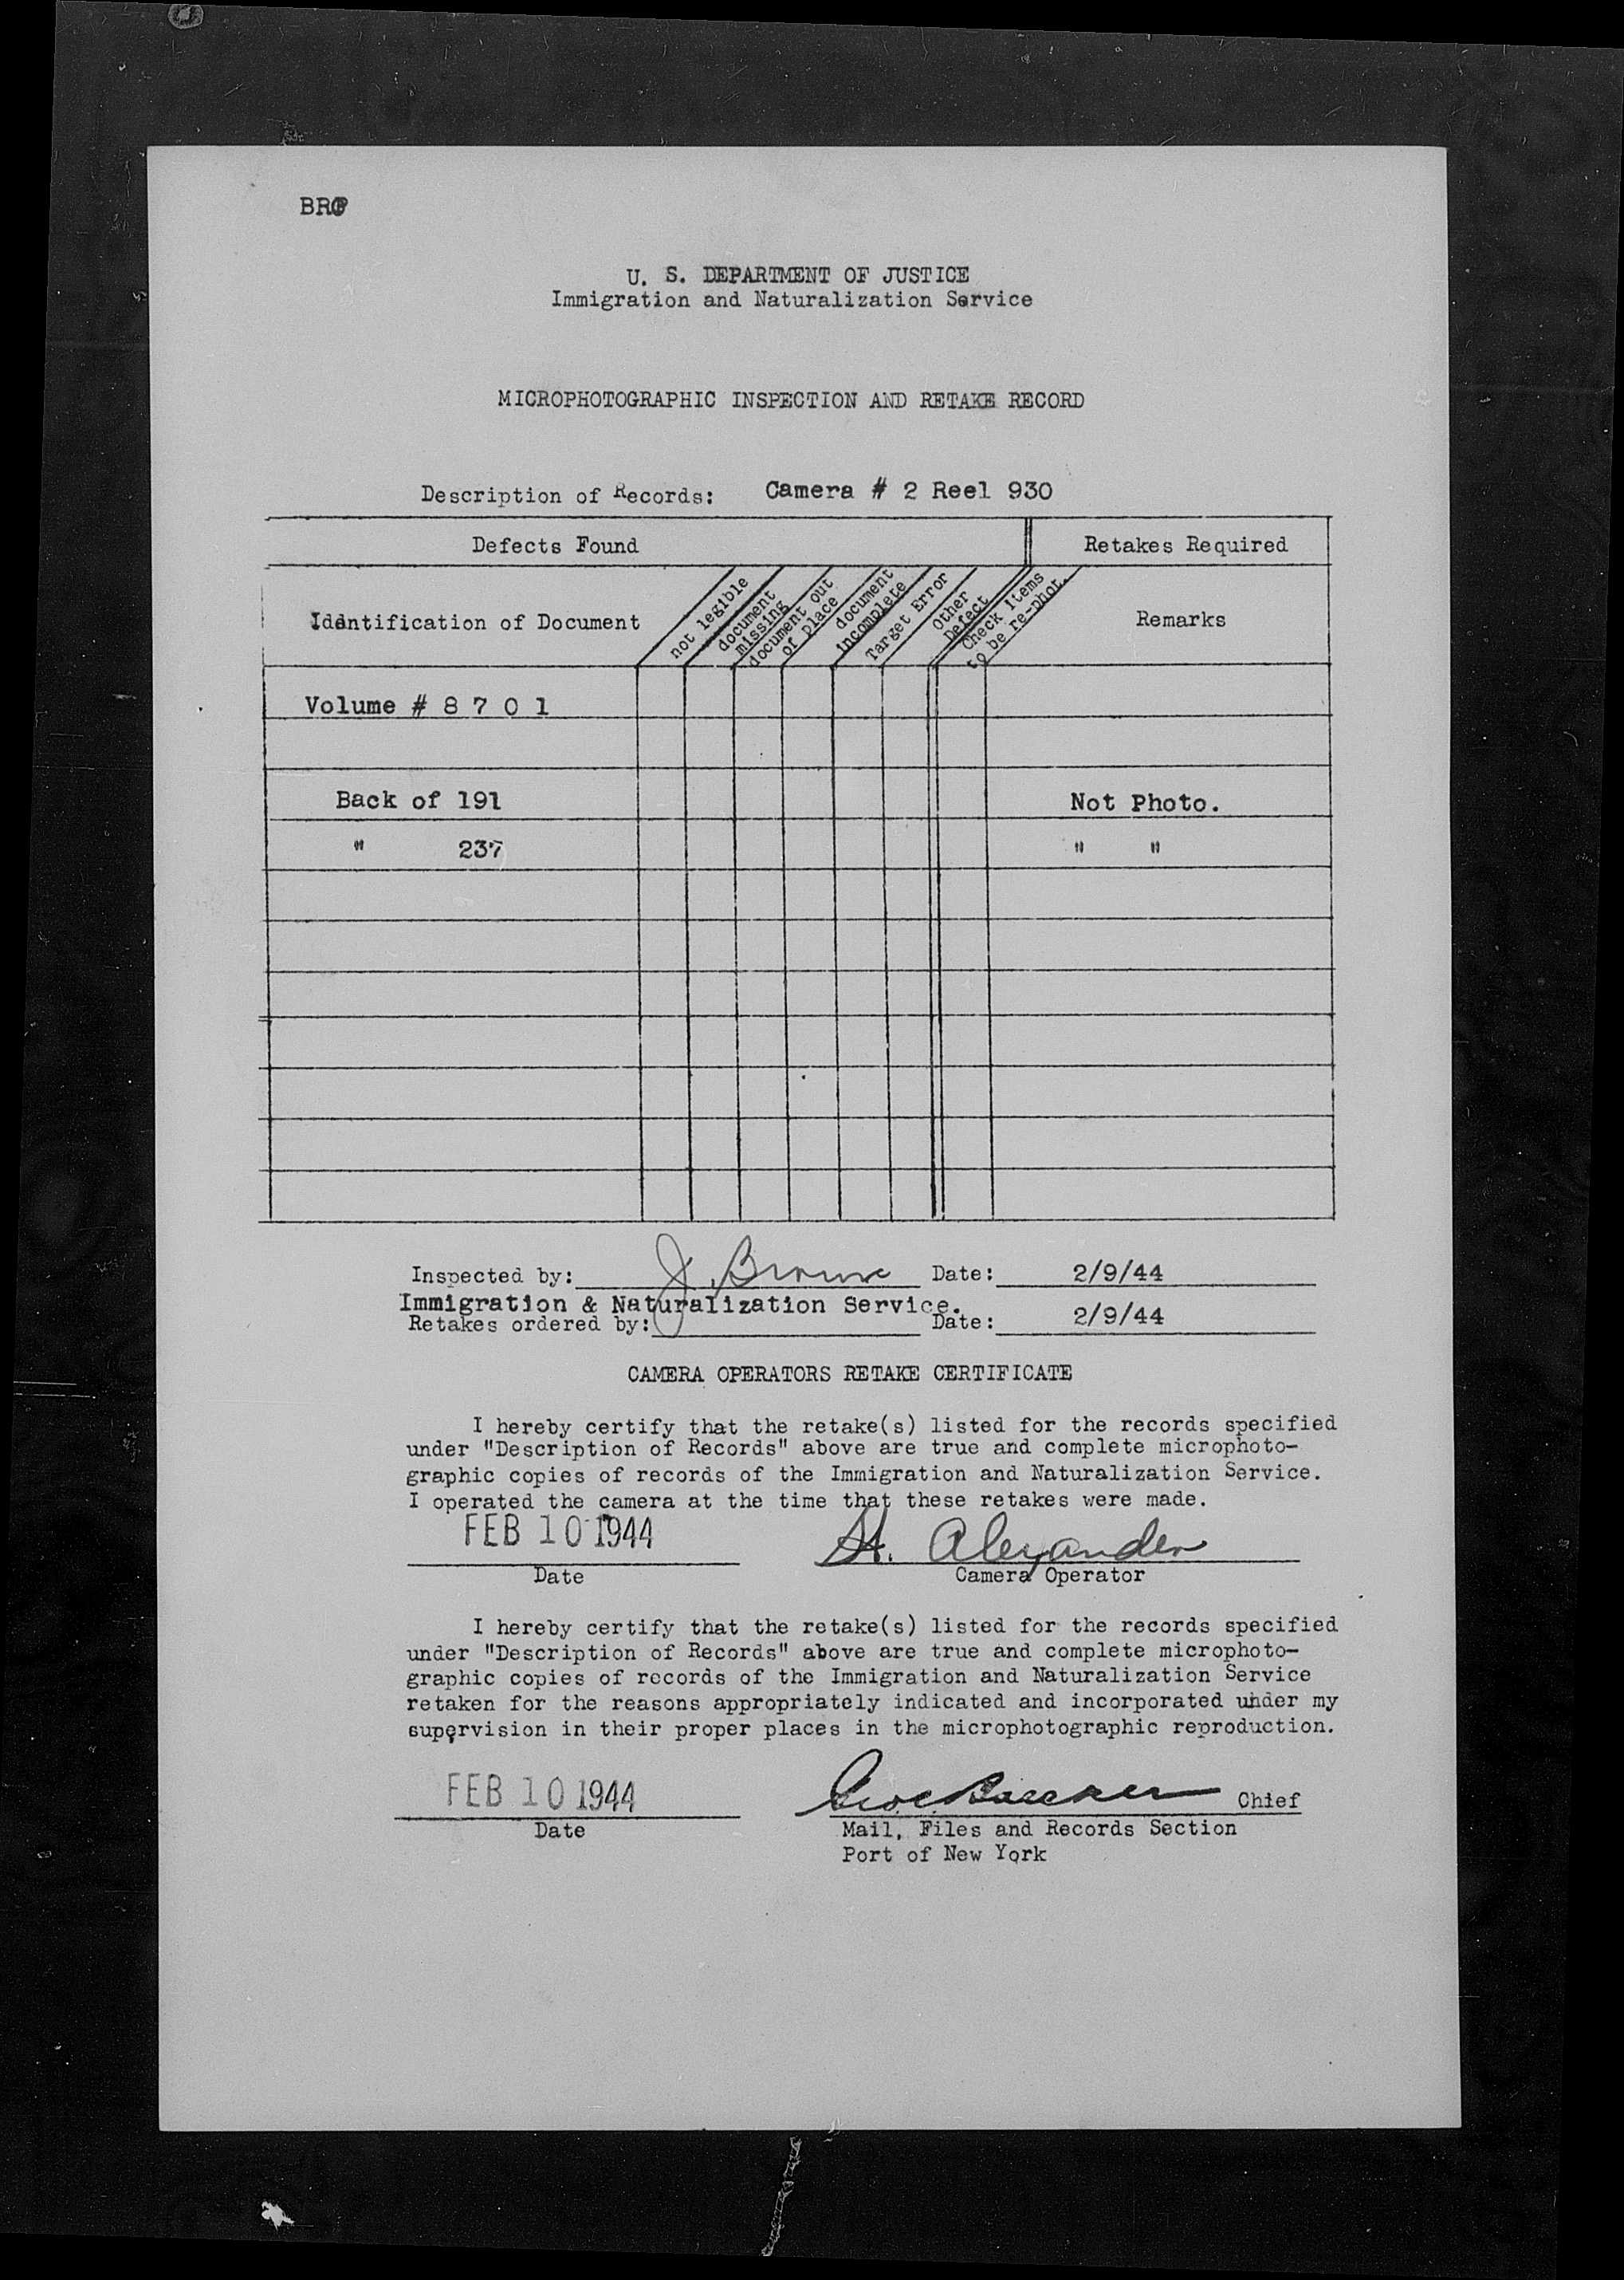 U. S. DEPARTMENT OF JUSTICE
Immigration and Naturalization Service
MICROPHOTOGRAPHIC INSPECTION AND RETAKE RECORD
Description of Records: Camera # 2 Reel 930
Defects Found Retakes Required
Identification of Document
not legible
document
missing
document out
of place
document
incomplete
Target Error
Other
Defect
Check Items
to be re-phot.
Remarks
Volume # 8 7 0 1
Back of 191 Not Photo.
" 237 " "
Inspected by: J. Browne Date: 2/9/44
Immigration & Naturalization Service.
Retakes ordered by: Date: 2/9/44
CAMERA OPERATORS RETAKE CERTIFICATE
I hereby certify that the retake(s) listed for the records specified
under "Description of Records" above are true and complete microphoto-
graphic copies of records of the Immigration and Naturalization Service.
I operated the camera at the time that these retakes were made.
FEB 10 1944 Alexander
Date Camera Operator
I hereby certify that the retake(s) listed for the records specified
under "Description of Records" above are true and complete microphoto-
graphic copies of records of the Immigration and Naturalization Service
retaken for the reasons appropriately indicated and incorporated under my
supervision in their proper places in the microphotographic reproduction.
FEB 10 1944 Chief
Date Mail, Files and Records Section
Port of New York